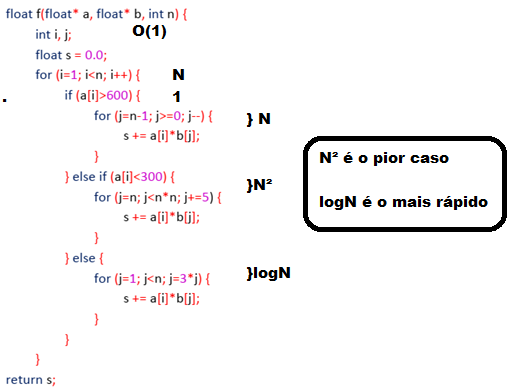 float f(float* a, float* b, int n) {
int i, j; O(1)
float s = 0.0;
for (i=1; i<n; i++) { N
. if (a[i]>600) { 1
for (j=n-1; j>=0; j--) { } N
s += a[i]*b[j];
}
} else if (a[i]<300) { }N²
for (j=n; j<n*n; j+=5) {
s += a[i]*b[j];
}
} else {
for (j=1; j<n; j=3*j) { }logN
s += a[i]*b[j];
}
}
}
return s;
N² é o pior caso
logN é o mais rápido